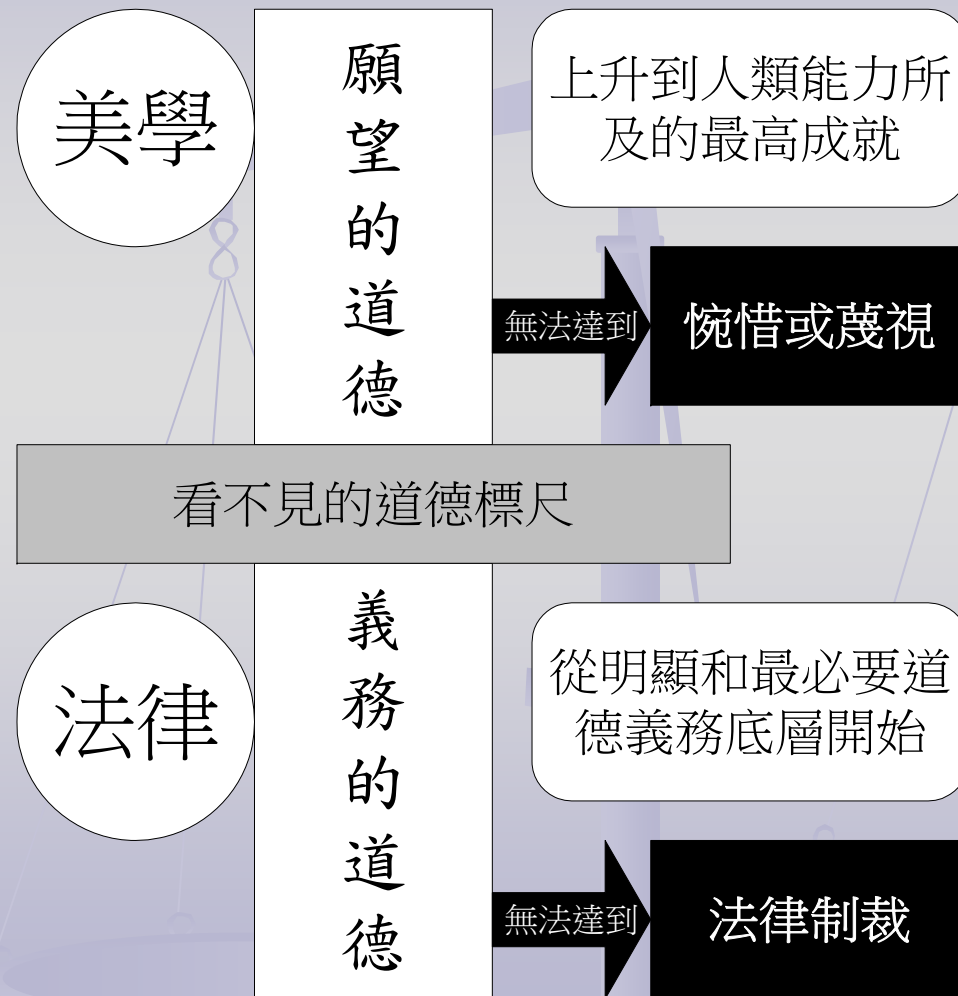 美學
願望的道德
上升到人類能力所
及的最高成就
無法達到
惋惜或蔑視
看不見的道德標尺
法律
義務的道德
從明顯和最必要道
德義務底層開始
無法達到
法律制裁